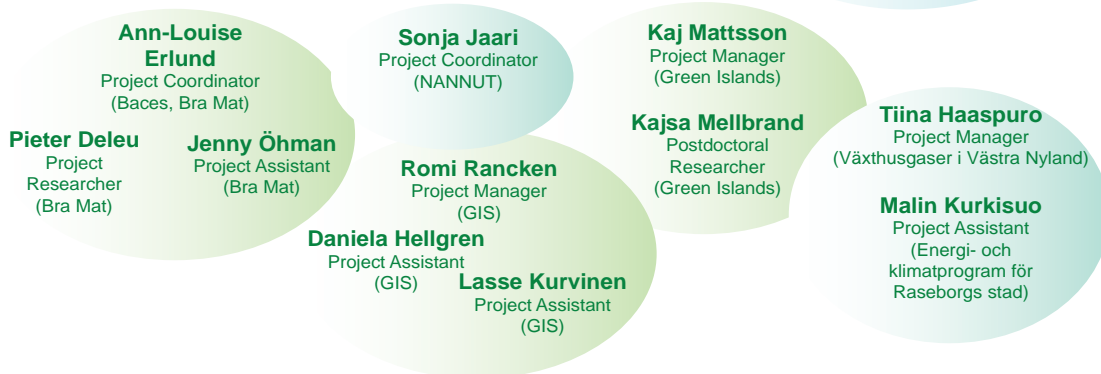 Ann-Louise
Erlund
Project Coordinator
(Baces, Bra Mat)
Pieter Deleu
Project
Researcher
(Bra Mat)
Jenny Öhman
Project Assistant
(Bra Mat)
Sonja Jaari
Project Coordinator
(NANNUT)
Romi Rancken
Project Manager
(GIS)
Daniela Hellgren
Project Assistant
(GIS)
Lasse Kurvinen
Project Assistant
(GIS)
Kaj Mattsson
Project Manager
(Green Islands)
Kajsa Mellbrand
Postdoctoral
Researcher
(Green Islands)
Tiina Haaspuro
Project Manager
(Växthusgaser i Västra Nyland)
Malin Kurkisuo
Project Assistant
(Energi- och
klimatprogram för
Raseborgs stad)